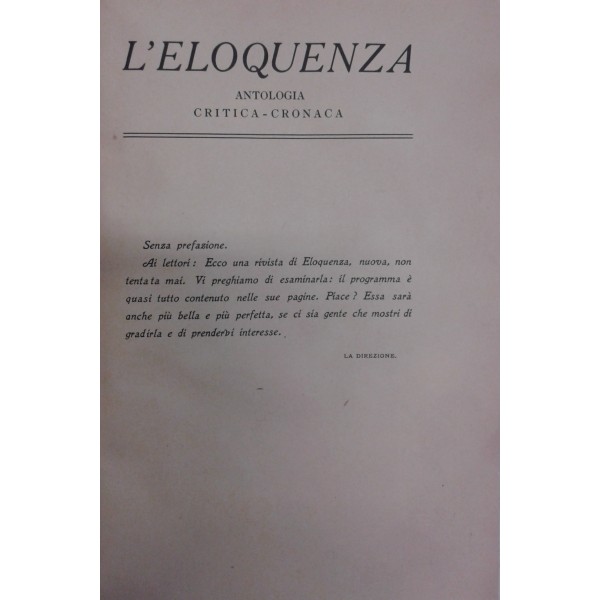 L'ELOQUENZA
ANTOLOGIA
CRITICA - CRONACA
Senza prefazione.
Ai lettori: Ecco una rivista di Eloquenza, nuova, non
tentata mai. Vi preghiamo di esaminarla: il programma è
quasi tutto contenuto nelle sue pagine. Piace? Essa sarà
anche più bella e più perfetta, se ci sia gente che mostri di
gradirla e di prendervi interesse.
LA DIREZIONE.